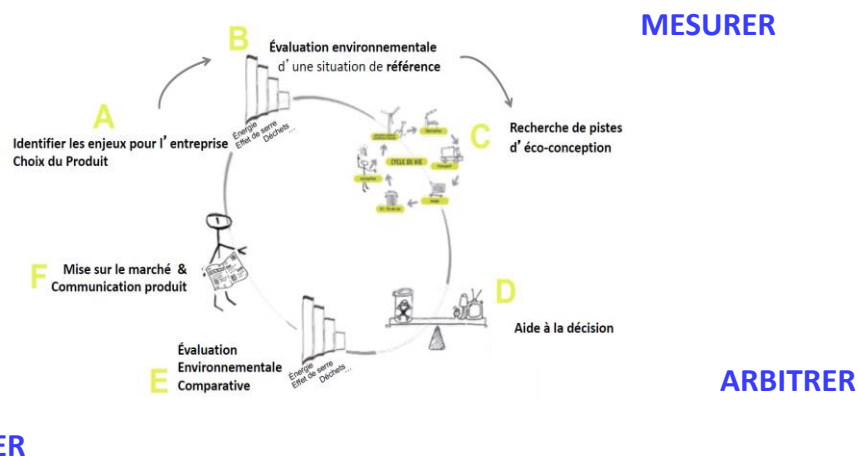 MESURER
B
Évaluation environnementale
d'une situation de référence
A
Identifier les enjeux pour l'entreprise
Choix du Produit
Énergie
Effet de serre
Déchets...
C
Recherche de pistes
d'éco-conception
CYCLE DE VIE
F
Mise sur le marché &
Communication produit
D
Aide à la décision
E
Évaluation
Environnementale
Comparative
Énergie
Effet de serre
Déchets...
ARBITRER
ER